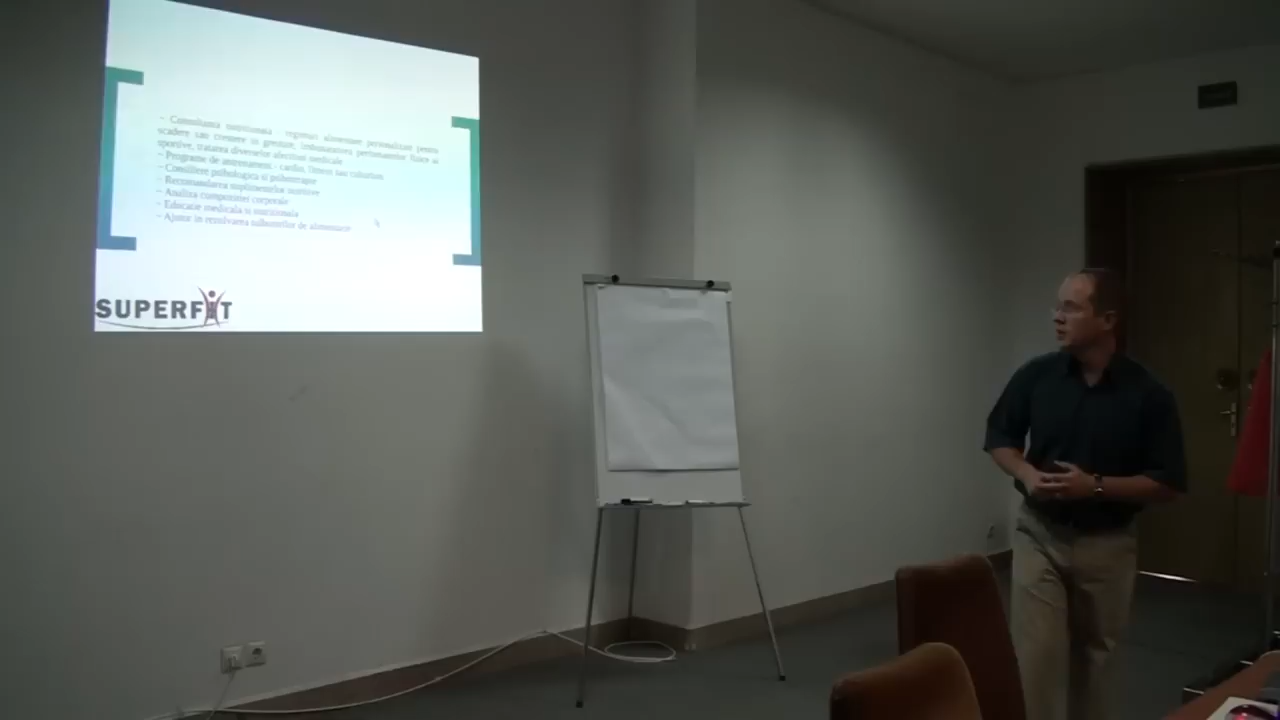 - Consultanta nutritionala - regimuri alimentare personalizate pentru
scadere sau crestere in greutate, imbunatatirea performantelor fizice ai
sportive, tratarea diverselor afectiuni medicale
- Programe de antrenament - cardio, fitness sau culturism
- Consiliere psihologica si psihoterapie
- Recomandarea suplimentelor nutritive
- Analiza compozitiei corporale
- Educatie medicala si nutritionala
- Ajutor in rezolvarea tulburarilor de alimentatie
SUPERFIT